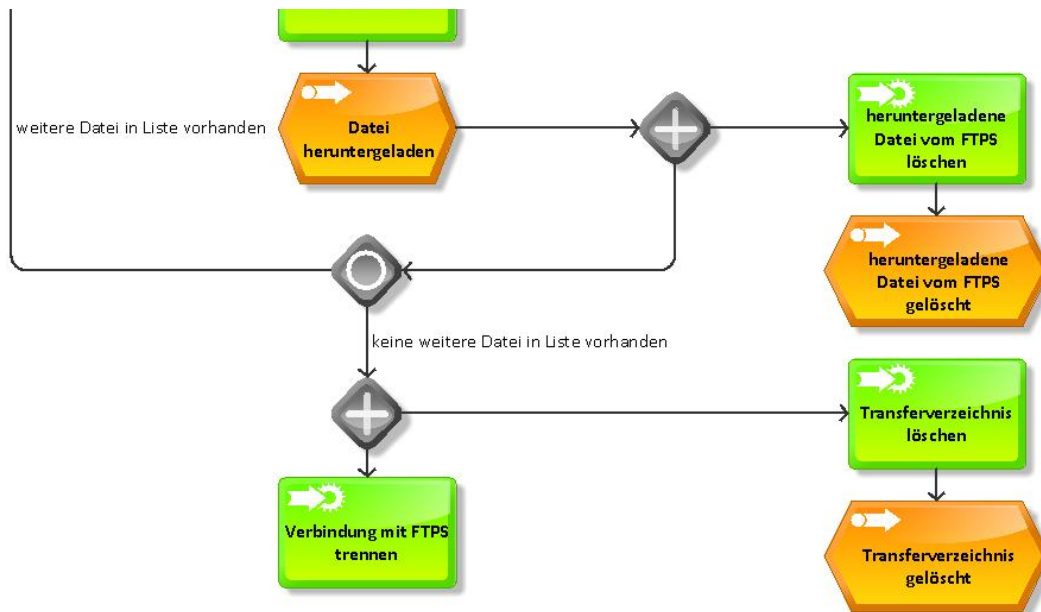 weitere Datei in Liste vorhanden
Datei
heruntergeladen
heruntergeladene
Datei vom FTPS
löschen
heruntergeladene
Datei vom FTPS
gelöscht
keine weitere Datei in Liste vorhanden
Transferverzeichnis
löschen
Verbindung mit FTPS
trennen
Transferverzeichnis
gelöscht